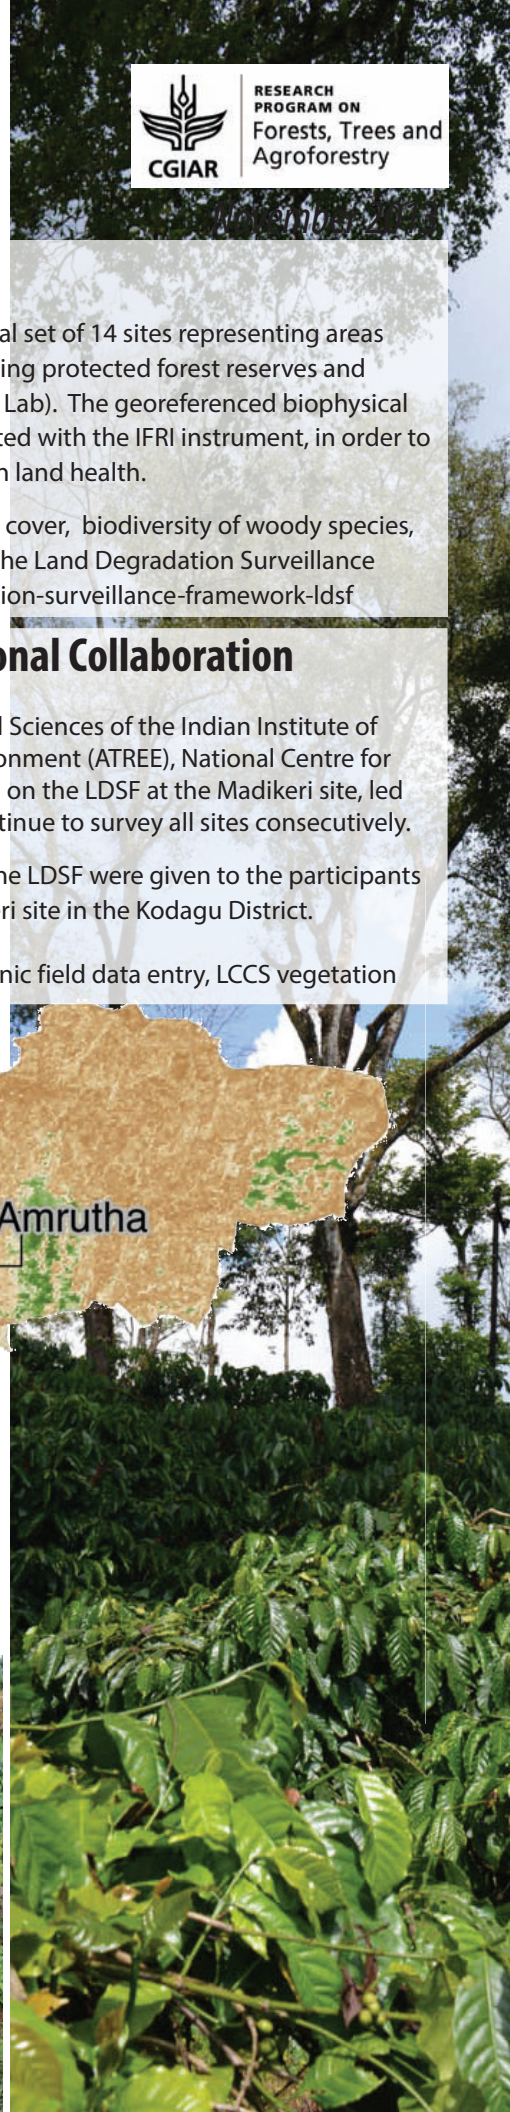 RESEARCH
PROGRAM ON
Forests, Trees and
Agroforestry
CGIAR
November
al set of 14 sites representing areas
ing protected forest reserves and
Lab). The georeferenced biophysical
ted with the IFRI instrument, in order to
n land health.
cover, biodiversity of woody species,
he Land Degradation Surveillance
ion-surveillance-framework-ldsf
onal Collaboration
l Sciences of the Indian Institute of
onment (ATREE), National Centre for
on the LDSF at the Madikeri site, led
tinue to survey all sites consecutively.
he LDSF were given to the participants
ri site in the Kodagu District.
nic field data entry, LCCS vegetation
Amrutha